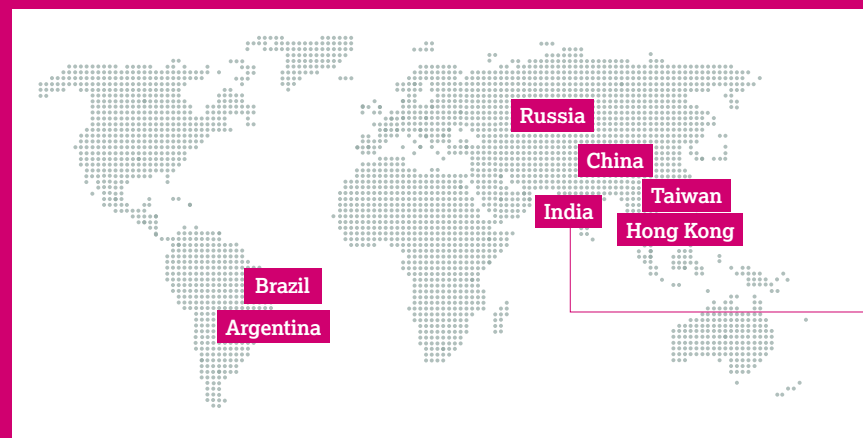 Russia
China
Taiwan
India
Hong Kong
Brazil
Argentina